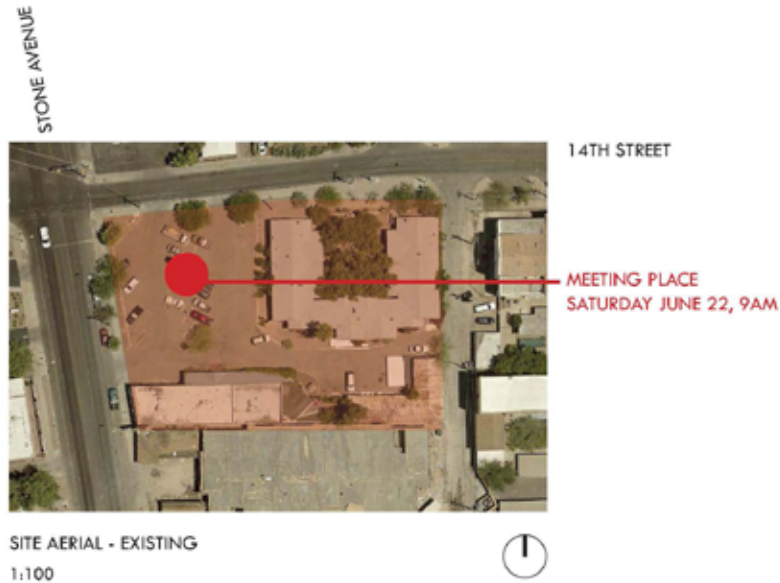 STONE AVENUE
14TH STREET
MEETING PLACE
SATURDAY JUNE 22, 9AM
SITE AERIAL - EXISTING
1:100